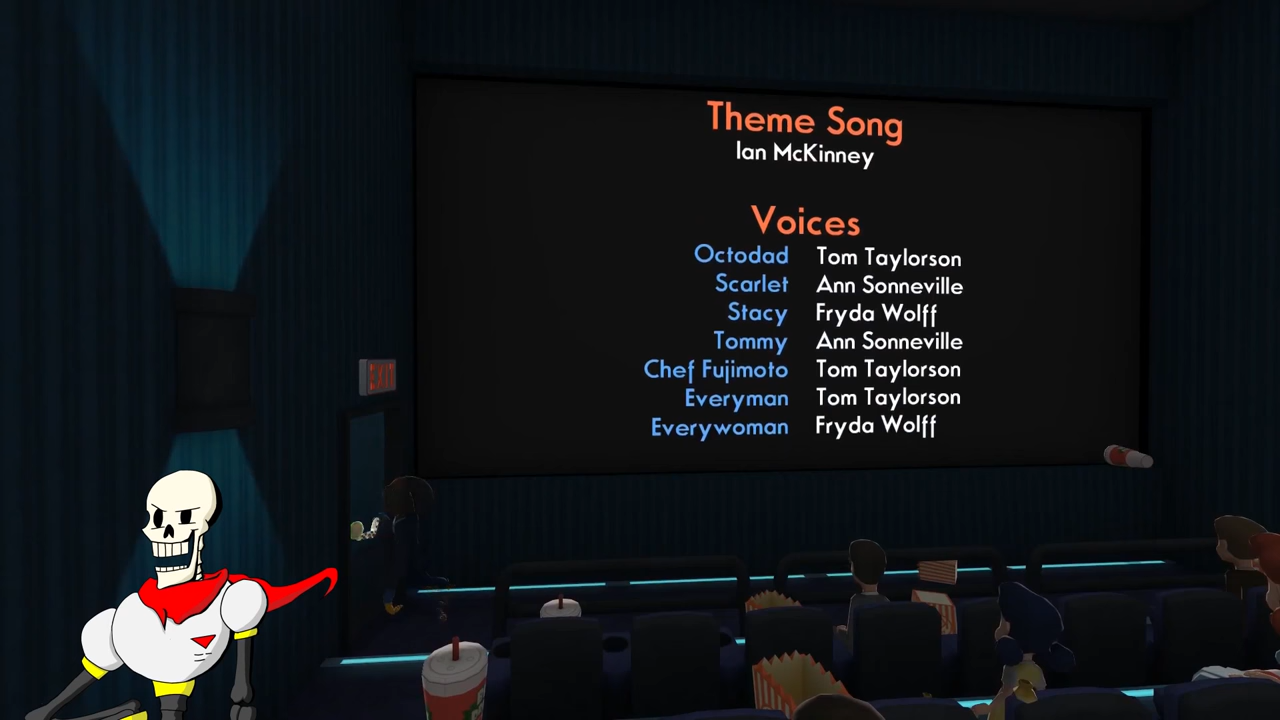 Theme Song
Ian McKinney
Voices
Octodad Tom Taylorson
Scarlet Ann Sonneville
Stacy Fryda Wolff
Tommy Ann Sonneville
Chef Fujimoto Tom Taylorson
Everyman Tom Taylorson
Everywoman Fryda Wolff
EXIT